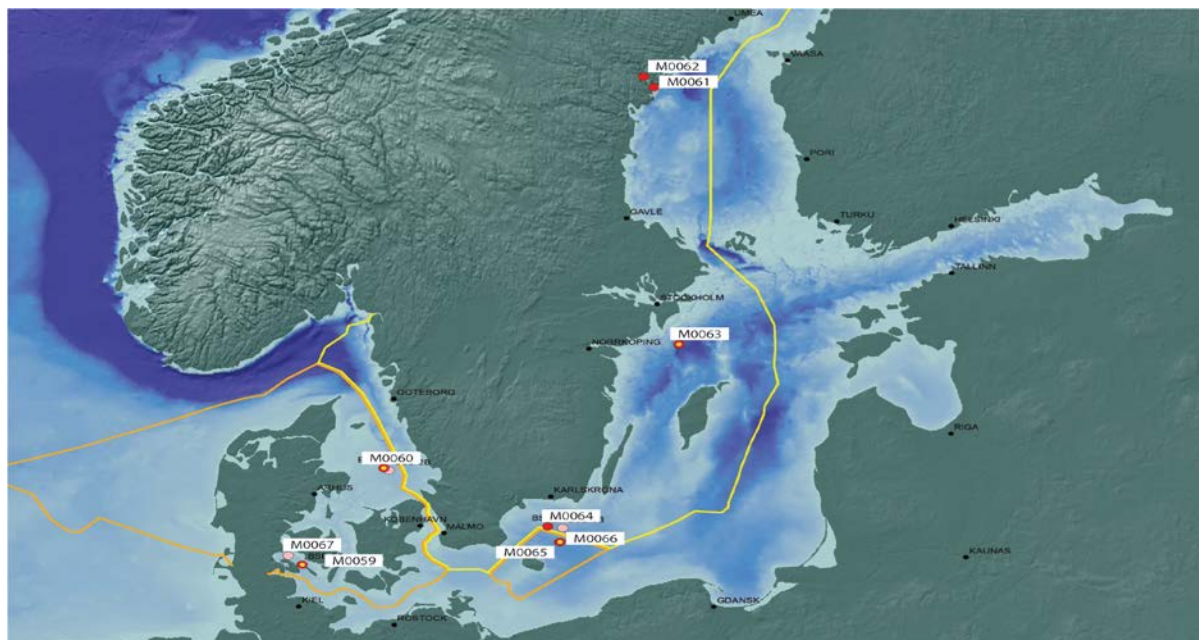 UMEA
VAASA
M0062
M0061
PORI
GAVLE
TURKU
HELSINKI
TALLINN
STOCKHOLM
M0063
NORRKOPING
GOTEBORG
RIGA
M0060
ARHUS
KARLSKRONA
KOBENHAVN
MALMO
M0064
M0066
M0065
M0067
M0059
KAUNAS
KIEL
GDANSK
ROSTOCK